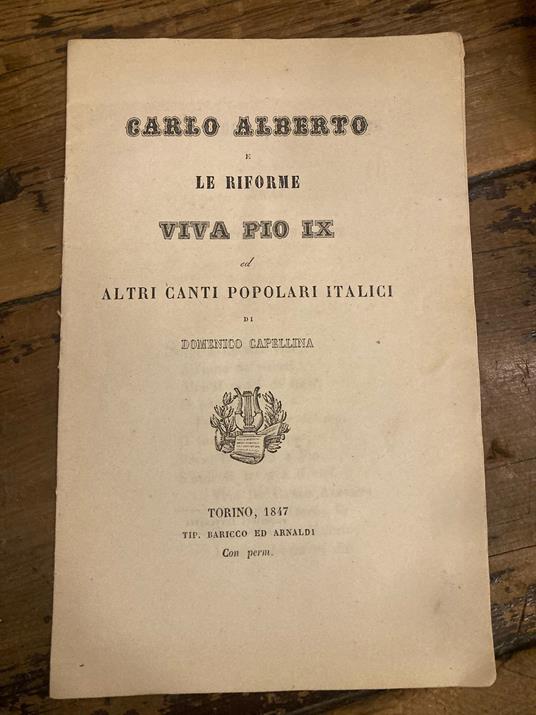 CARLO ALBERTO
E
LE RIFORME
VIVA PIO IX
ed
ALTRI CANTI POPOLARI ITALICI
DI
DOMENICO CAPELLINA
TORINO, 1847
TIP. BARICCO ED ARNALDI
Con perm.